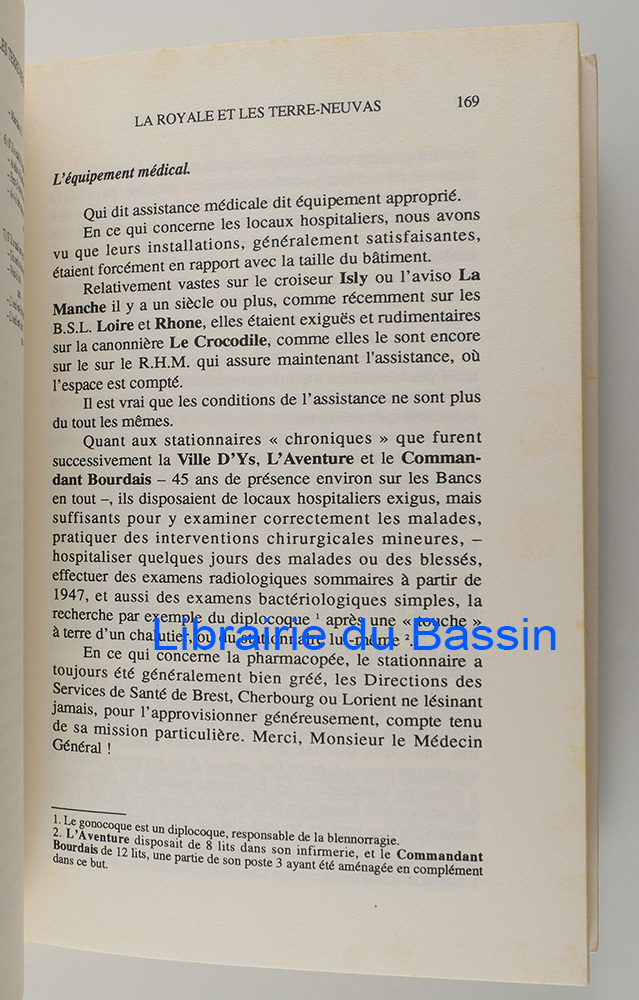 LA ROYALE ET LES TERRE-NEUVAS 169
L'équipement médical.
Qui dit assistance médicale dit équipement approprié.
En ce qui concerne les locaux hospitaliers, nous avons
vu que leurs installations, généralement satisfaisantes,
étaient forcément en rapport avec la taille du bâtiment.
Relativement vastes sur le croiseur Isly ou l'aviso La
Manche il y a un siècle ou plus, comme récemment sur les
B.S.L. Loire et Rhone, elles étaient exiguës et rudimentaires
sur la canonnière Le Crocodile, comme elles le sont encore
sur le sur le R.H.M. qui assure maintenant l'assistance, où
l'espace est compté.
Il est vrai que les conditions de l'assistance ne sont plus
du tout les mêmes.
Quant aux stationnaires « chroniques » que furent
successivement la Ville D'Ys, L'Aventure et le Comman-
dant Bourdais – 45 ans de présence environ sur les Bancs
en tout –, ils disposaient de locaux hospitaliers exigus, mais
suffisants pour y examiner correctement les malades,
pratiquer des interventions chirurgicales mineures, –
hospitaliser quelques jours des malades ou des blessés,
effectuer des examens radiologiques sommaires à partir de
1947, et aussi des examens bactériologiques simples, la
recherche par exemple du diplocoque ¹ après une « touche »
à terre d'un chalutier, ou du stationnaire lui-même ².
Librairie du Bassin
En ce qui concerne la pharmacopée, le stationnaire a
toujours été généralement bien gréé, les Directions des
Services de Santé de Brest, Cherbourg ou Lorient ne lésinant
jamais, pour l'approvisionner généreusement, compte tenu
de sa mission particulière. Merci, Monsieur le Médecin
Général !
1. Le gonocoque est un diplocoque, responsable de la blennorragie.
2. L'Aventure disposait de 8 lits dans son infirmerie, et le Commandant
Bourdais de 12 lits, une partie de son poste 3 ayant été aménagée en complément
dans ce but.